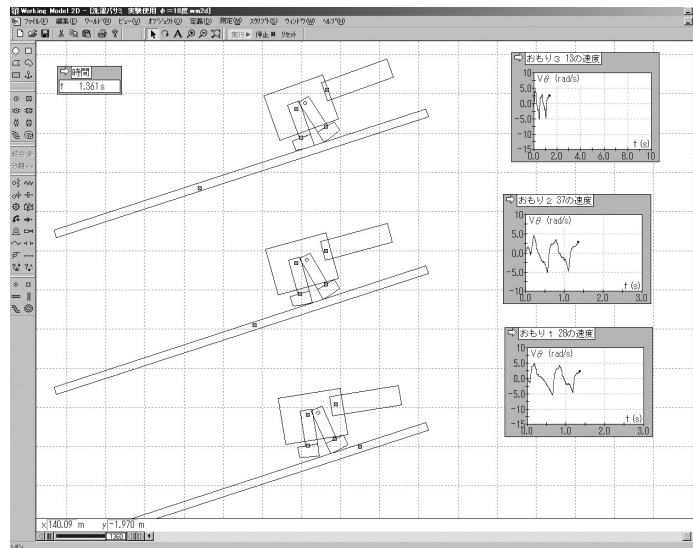 Working Model 2D - [洗濯バサミ 実験使用 φ=18度.wm2d]
ファイル(F) 編集(E) ワールド(R) ビュー(V) オブジェクト(O) 定義(D) 測定(M) スクリプト(S) ウィンドウ(W) ヘルプ(H)
A 実行▶ 停止 リセット
時間
t 1.361 s
おもり 3 13の速度
Vθ (rad/s)
10
5.0
0.0
-5.0
-10
-15
t (s)
0.0 2.0 4.0 6.0 8.0 10
おもり 2 37の速度
Vθ (rad/s)
10
5.0
0.0
-5.0
-10
t (s)
0.0 1.0 2.0 3.0
おもり 1 28の速度
Vθ (rad/s)
10
5.0
0.0
-5.0
-10
-15
t (s)
0.0 1.0 2.0 3.0
結合
分離
x 140.09 m y -1.970 m
1360